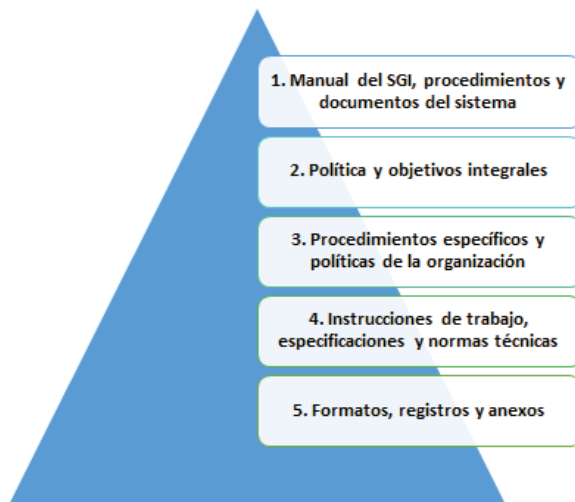 1. Manual del SGI, procedimientos y
documentos del sistema
2. Política y objetivos integrales
3. Procedimientos específicos y
políticas de la organización
4. Instrucciones de trabajo,
especificaciones y normas técnicas
5. Formatos, registros y anexos